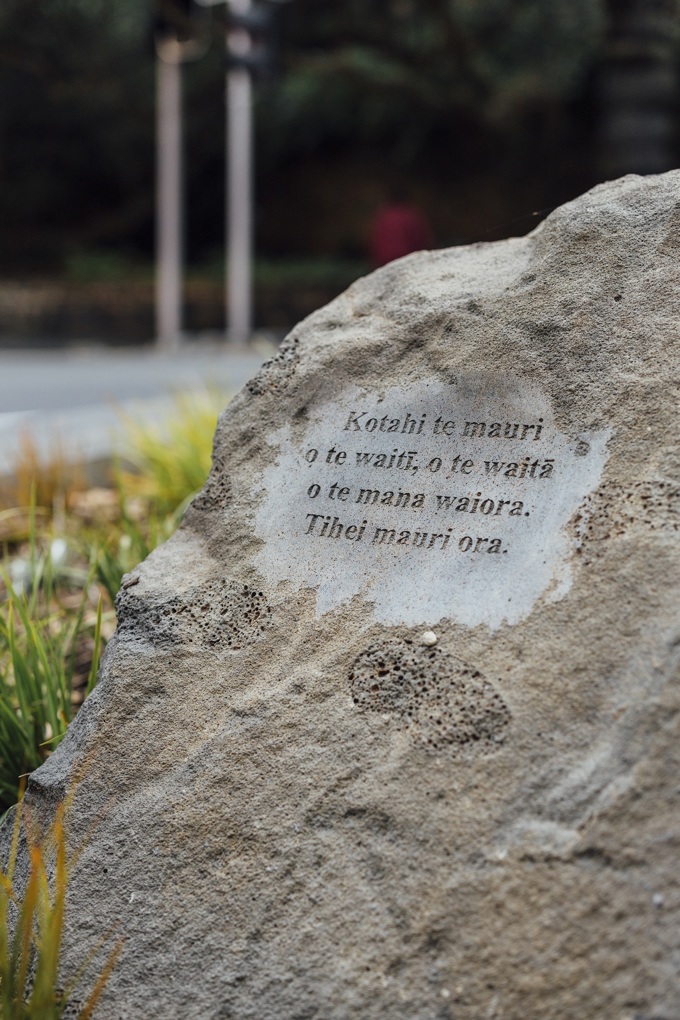 Kotahi te mauri
o te waitī, o te waitā
o te mana waiora.
Tihei mauri ora.